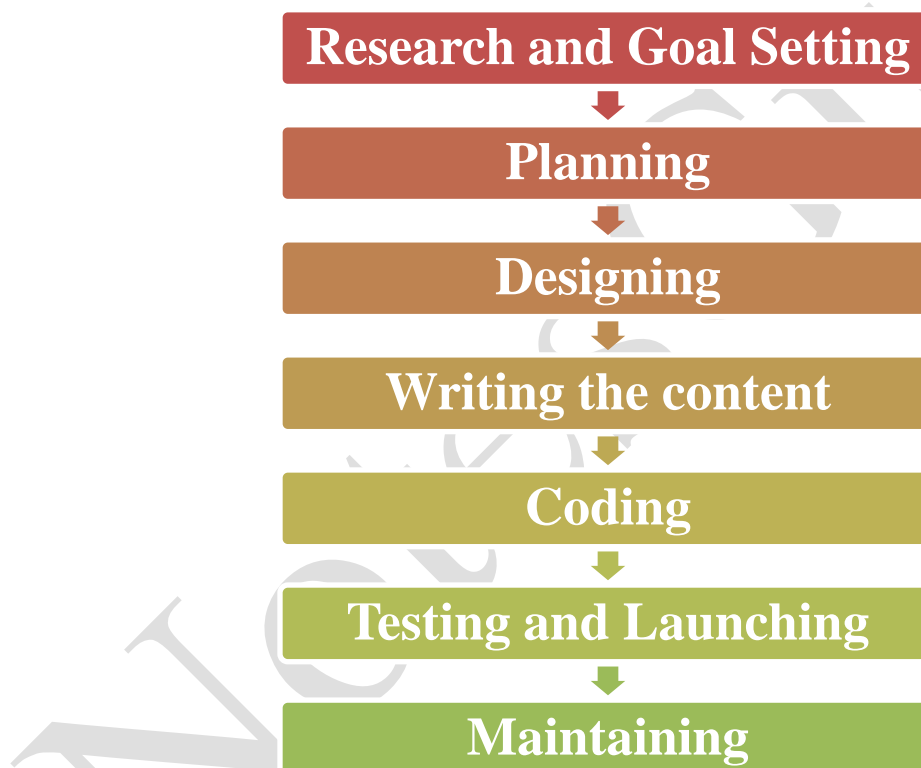 Research and Goal Setting
Planning
Designing
Writing the content
Coding
Testing and Launching
Maintaining